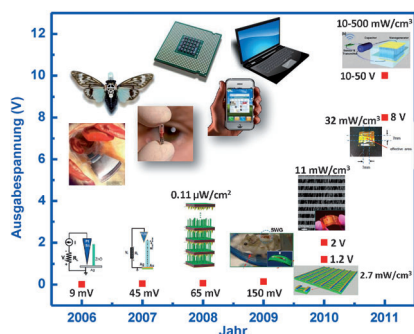 10-500 mW/cm³
12
10
8
6
4
2
0
Ausgabespannung (V)
10-50 V
8 V
32 mW/cm³
11 mW/cm³
0.11 µW/cm²
SWG
2 V
1.2 V
2.7 mW/cm³
9 mV
45 mV
65 mV
150 mV
2006
2007
2008
2009
2010
2011
Jahr